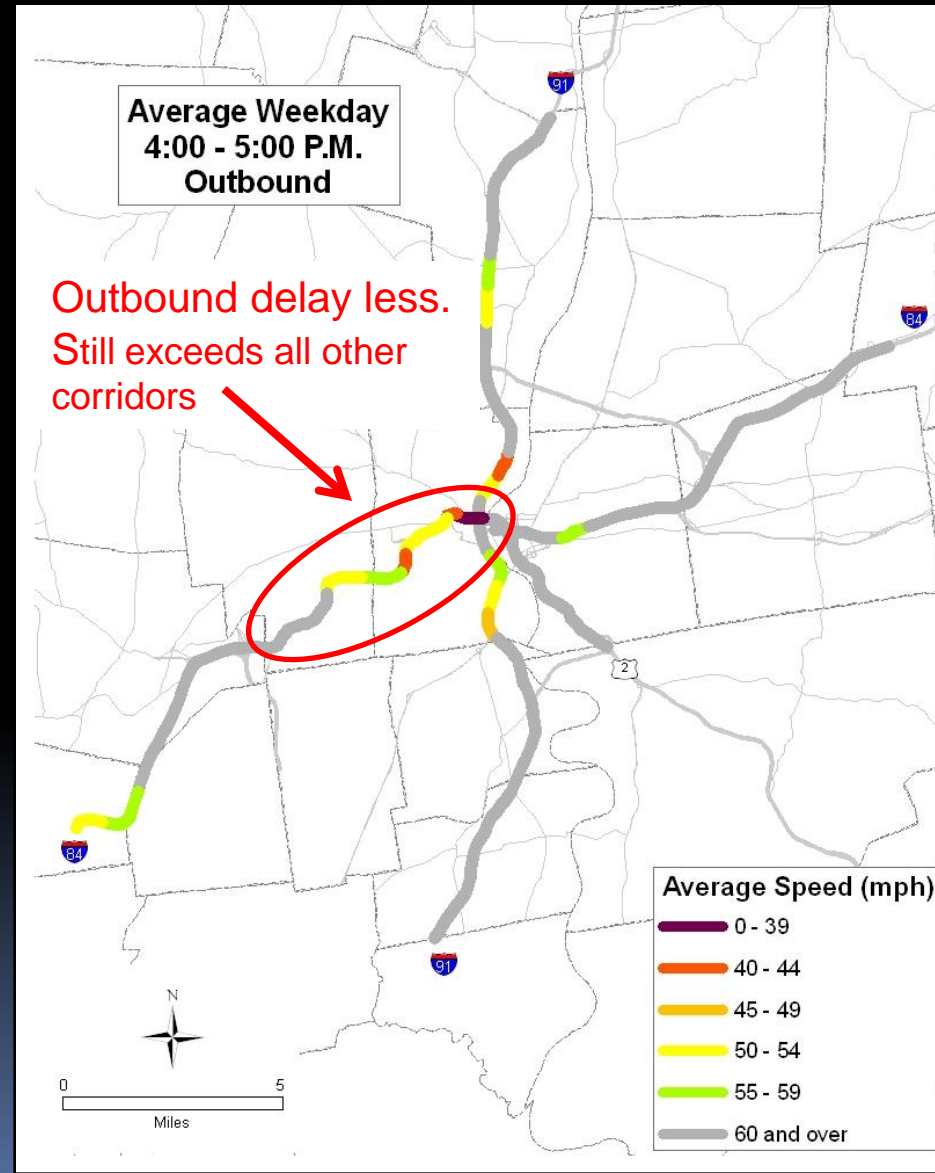 91
Average Weekday
4:00 - 5:00 P.M.
Outbound
Outbound delay less.
Still exceeds all other
corridors
84
2
84
91
N
0 5
Miles
Average Speed (mph)
0 - 39
40 - 44
45 - 49
50 - 54
55 - 59
60 and over